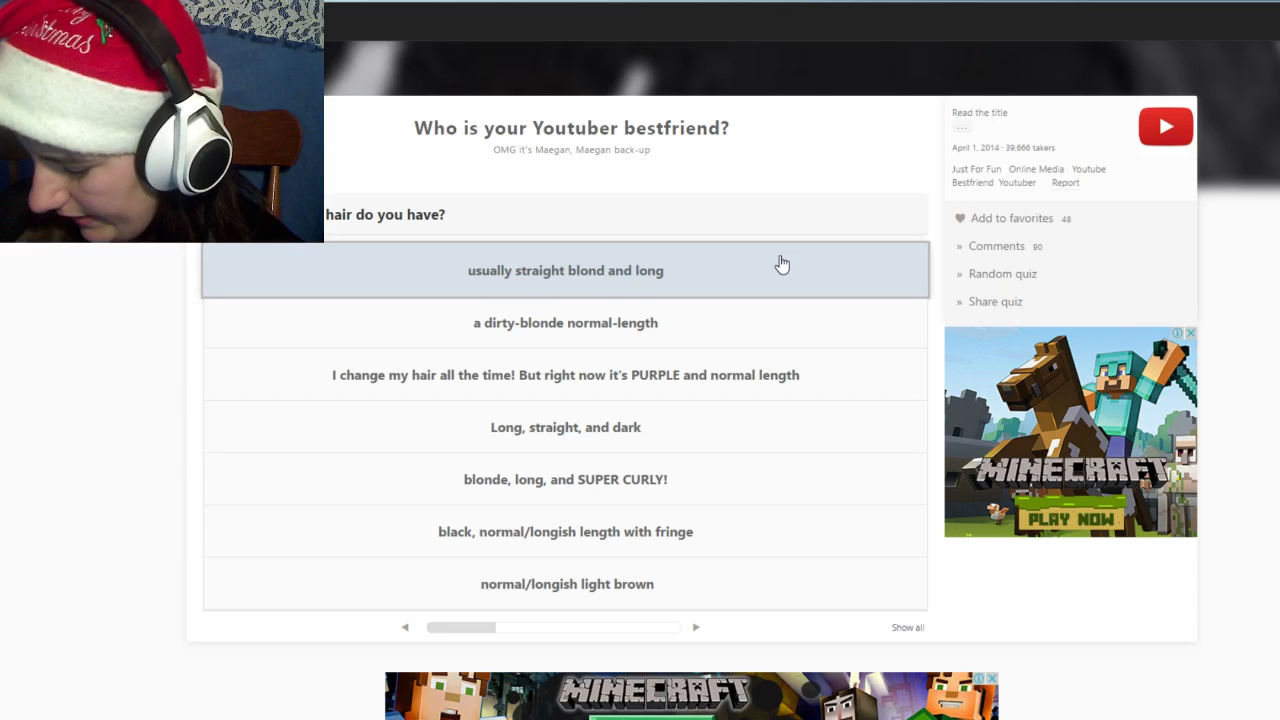 My
Christmas
Who is your Youtuber bestfriend?
OMG it's Maegan, Maegan back-up
hair do you have?
usually straight blond and long
a dirty-blonde normal-length
I change my hair all the time! But right now it's PURPLE and normal length
Long, straight, and dark
blonde, long, and SUPER CURLY!
black, normal/longish length with fringe
normal/longish light brown
Show all
Read the title
...
April 1, 2014 · 39,666 takers
Just For Fun Online Media Youtube
Bestfriend Youtuber Report
Add to favorites 48
» Comments 90
» Random quiz
» Share quiz
MINECRAFT
PLAY NOW
MINECRAFT